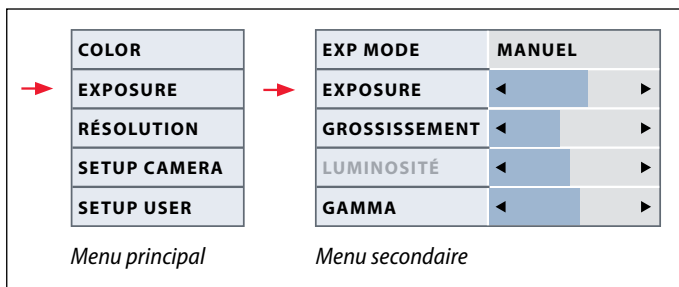 COLOR
EXPOSURE
RÉSOLUTION
SETUP CAMERA
SETUP USER
Menu principal
EXP MODE MANUEL
EXPOSURE
GROSSISSEMENT
LUMINOSITÉ
GAMMA
Menu secondaire